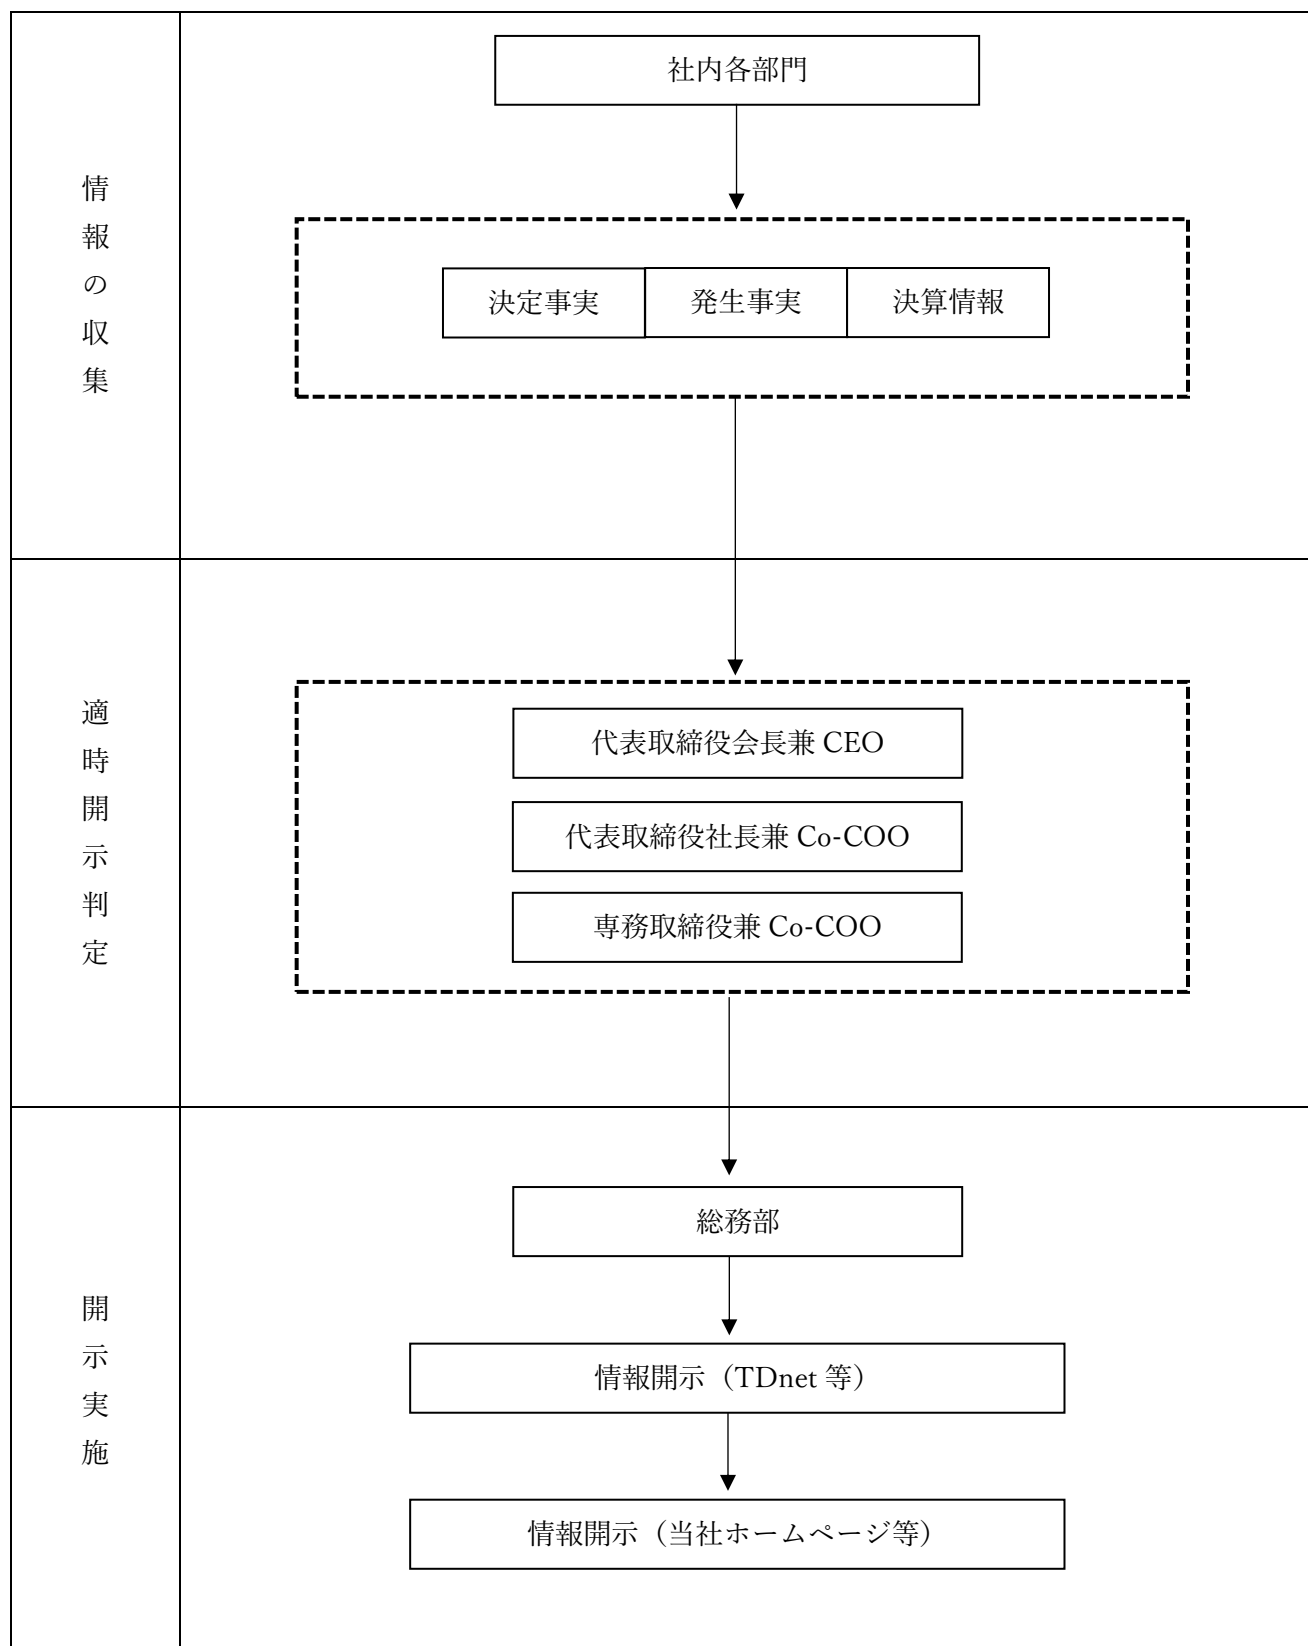 情報の収集
社内各部門
決定事実
発生事実
決算情報
適時開示判定
代表取締役会長兼 CEO
代表取締役社長兼 Co-COO
専務取締役兼 Co-COO
開示実施
総務部
情報開示（TDnet 等）
情報開示（当社ホームページ等）